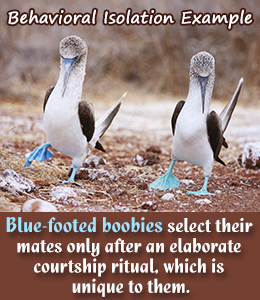 Behavioral Isolation Example
Blue-footed boobies select their
mates only after an elaborate
courtship ritual, which is
unique to them.